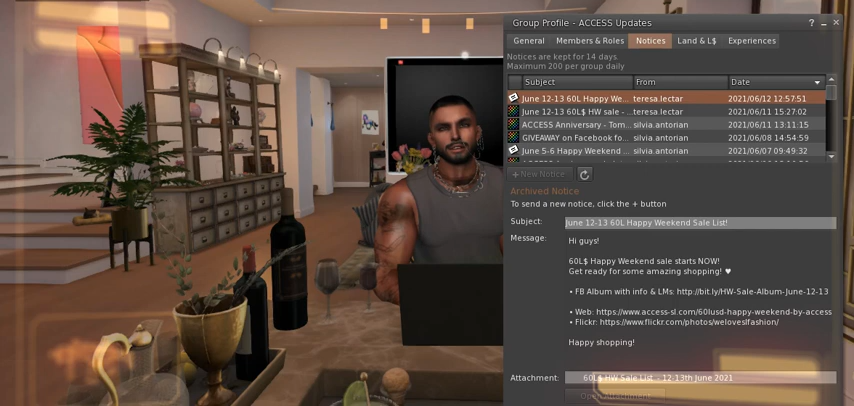 Group Profile - ACCESS Updates
General Members & Roles Notices Land & L$ Experiences
Notices are kept for 14 days.
Maximum 200 per group daily
Subject From Date
June 12-13 60L Happy We... teresa.lectar 2021/06/12 12:57:51
June 12-13 60L$ HW sale - ... teresa.lectar 2021/06/11 15:27:02
ACCESS Anniversary - Tom... silvia.antorian 2021/06/11 13:11:15
GIVEAWAY on Facebook fo... silvia.antorian 2021/06/08 14:54:59
June 5-6 Happy Weekend ... silvia.antorian 2021/06/07 09:49:32
+ New Notice
Archived Notice
To send a new notice, click the + button
Subject: June 12-13 60L Happy Weekend Sale List!
Message: Hi guys!
60L$ Happy Weekend sale starts NOW!
Get ready for some amazing shopping! ♥
• FB Album with info & LMs: http://bit.ly/HW-Sale-Album-June-12-13
• Web: https://www.access-sl.com/60lusd-happy-weekend-by-access
• Flickr: https://www.flickr.com/photos/weloveslfashion/
Happy shopping!
Attachment: 60L$ HW Sale List - 12-13th June 2021
Open Attachment